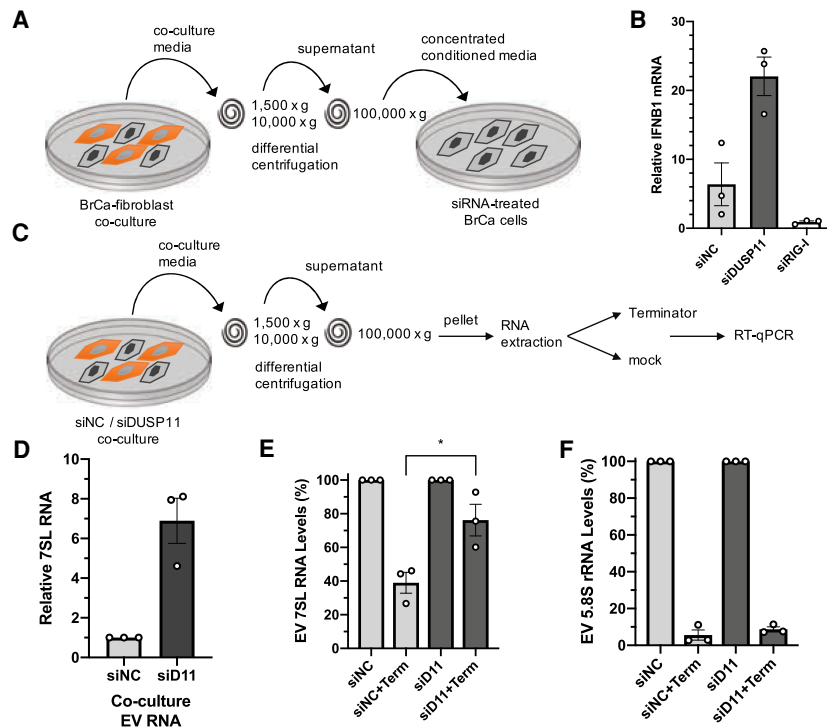 A
co-culture
media
supernatant
concentrated
conditioned media
1,500 x g
10,000 x g
100,000 x g
differential
centrifugation
BrCa-fibroblast
co-culture
siRNA-treated
BrCa cells
B
Relative IFNB1 mRNA
30
20
10
0
siNC
siDUSP11
siRIG-I
C
co-culture
media
supernatant
1,500 x g
10,000 x g
100,000 x g
differential
centrifugation
pellet
RNA
extraction
Terminator
mock
RT-qPCR
siNC / siDUSP11
co-culture
D
Relative 7SL RNA
10
8
6
4
2
0
siNC
siD11
Co-culture
EV RNA
E
*
EV 7SL RNA Levels (%)
100
80
60
40
20
0
siNC
siNC+Term
siD11
siD11+Term
F
EV 5.8S rRNA Levels (%)
100
80
60
40
20
10
0
siNC
siNC+Term
siD11
siD11+Term